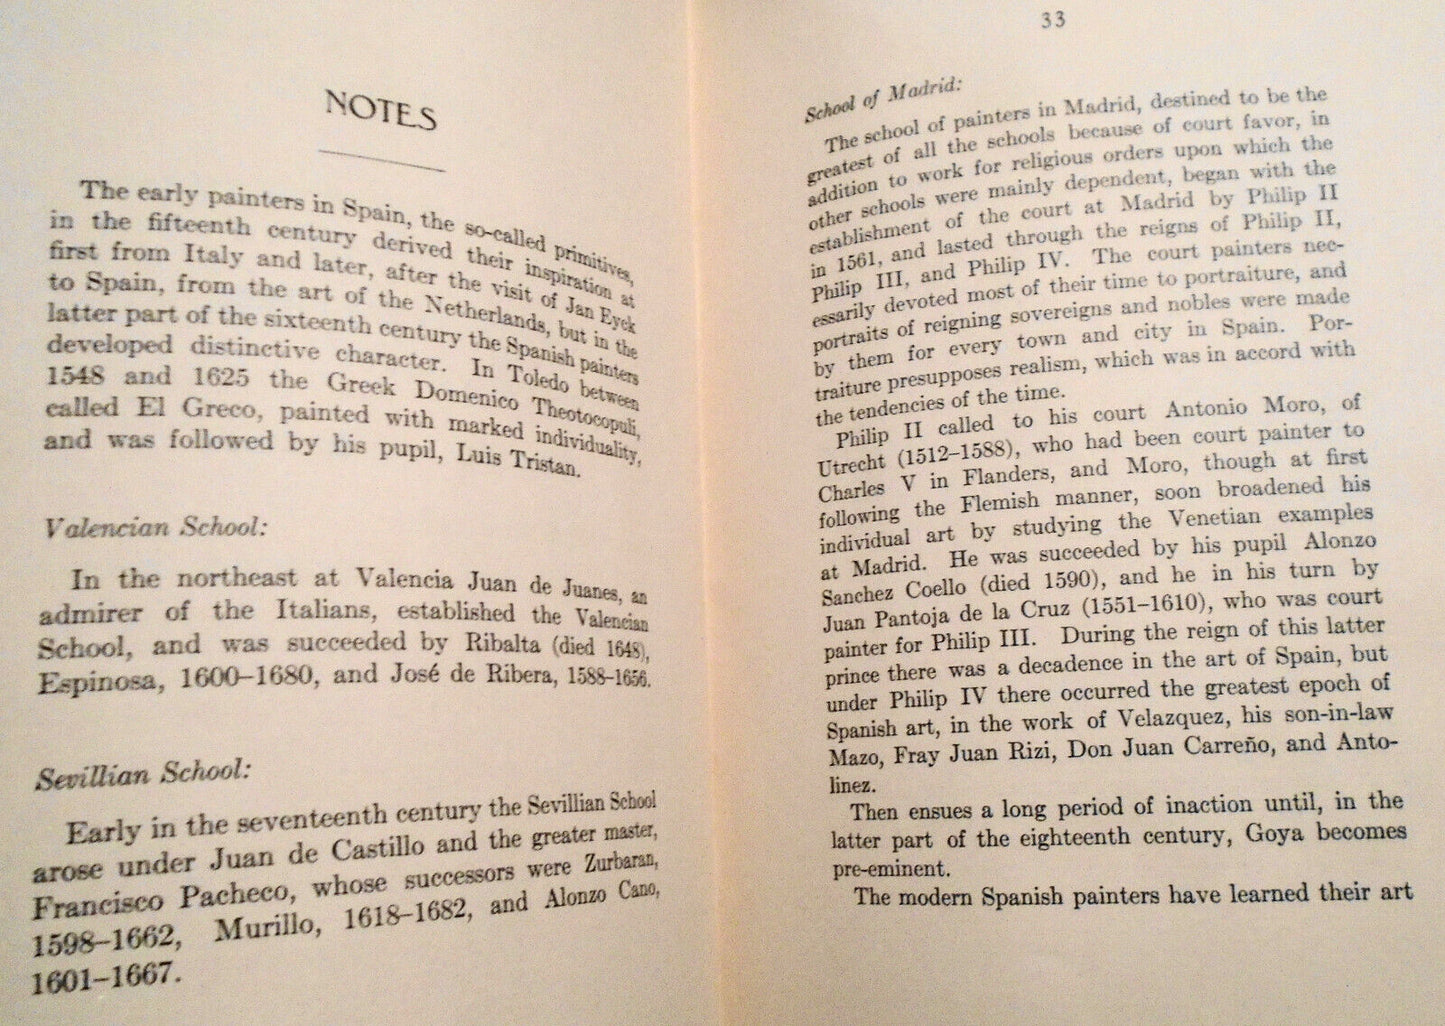 NOTES
The early painters in Spain, the so-called primitives,
in the fifteenth century derived their inspiration at
first from Italy and later, after the visit of Jan Eyck
to Spain, from the art of the Netherlands, but in the
latter part of the sixteenth century the Spanish painters
developed distinctive character. In Toledo between
1548 and 1625 the Greek Domenico Theotocopuli,
called El Greco, painted with marked individuality,
and was followed by his pupil, Luis Tristan.
Valencian School:
In the northeast at Valencia Juan de Juanes, an
admirer of the Italians, established the Valencian
School, and was succeeded by Ribalta (died 1648),
Espinosa, 1600–1680, and José de Ribera, 1588–1656.
Sevillian School:
Early in the seventeenth century the Sevillian School
arose under Juan de Castillo and the greater master,
Francisco Pacheco, whose successors were Zurbaran,
1598–1662, Murillo, 1618–1682, and Alonzo Cano,
1601–1667.
33
School of Madrid:
The school of painters in Madrid, destined to be the
greatest of all the schools because of court favor, in
addition to work for religious orders upon which the
other schools were mainly dependent, began with the
establishment of the court at Madrid by Philip II
in 1561, and lasted through the reigns of Philip II,
Philip III, and Philip IV. The court painters nec-
essarily devoted most of their time to portraiture, and
portraits of reigning sovereigns and nobles were made
by them for every town and city in Spain. Por-
traiture presupposes realism, which was in accord with
the tendencies of the time.
Philip II called to his court Antonio Moro, of
Utrecht (1512–1588), who had been court painter to
Charles V in Flanders, and Moro, though at first
following the Flemish manner, soon broadened his
individual art by studying the Venetian examples
at Madrid. He was succeeded by his pupil Alonzo
Sanchez Coello (died 1590), and he in his turn by
Juan Pantoja de la Cruz (1551–1610), who was court
painter for Philip III. During the reign of this latter
prince there was a decadence in the art of Spain, but
under Philip IV there occurred the greatest epoch of
Spanish art, in the work of Velazquez, his son-in-law
Mazo, Fray Juan Rizi, Don Juan Carreño, and Anto-
linez.
Then ensues a long period of inaction until, in the
latter part of the eighteenth century, Goya becomes
pre-eminent.
The modern Spanish painters have learned their art